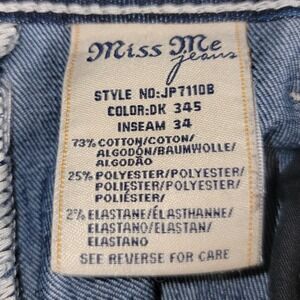 Miss Me
jeans
STYLE NO:JP7110B
COLOR:DK 345
INSEAM 34
73% COTTON/COTON/
ALGODÓN/BAUMWOLLE/
ALGODÃO
25% POLYESTER/POLYESTER/
POLIÉSTER/POLYESTER/
POLIÉSTER
2% ELASTANE/ÉLASTHANNE/
ELASTANO/ELASTAN/
ELASTANO
SEE REVERSE FOR CARE